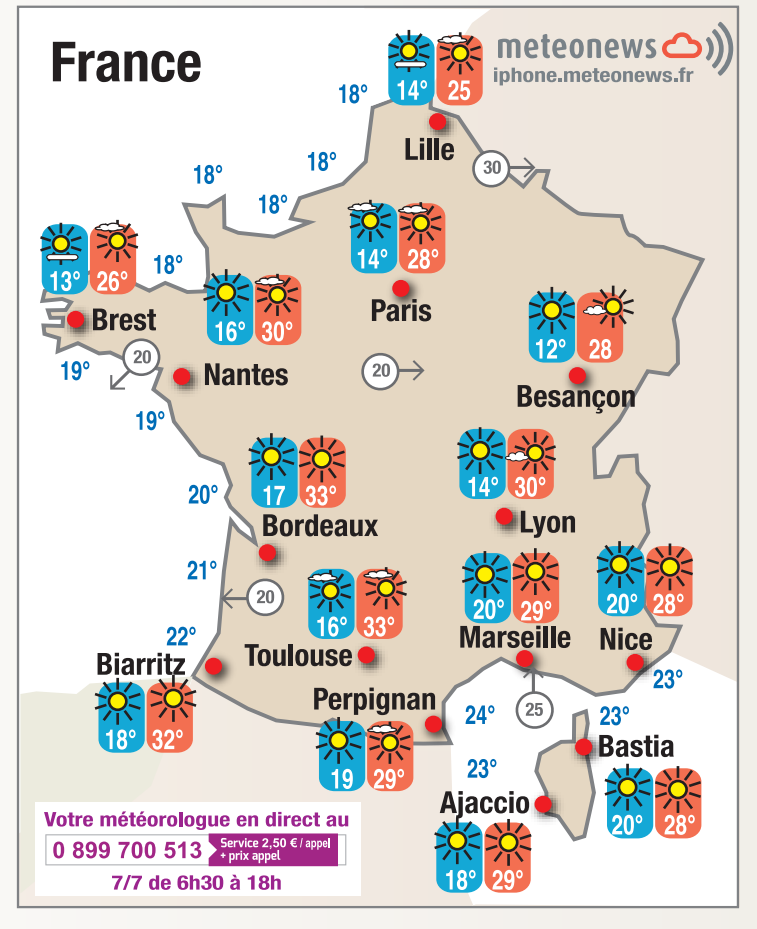 France
meteonews
iphone.meteonews.fr
14° 25
18°
Lille
18°
30
18°
18°
14° 28°
Paris
13° 26°
18°
Brest
16° 30°
Nantes
12° 28
Besançon
20
19°
20
19°
17 33°
Bordeaux
14° 30°
Lyon
20°
21°
20
16° 33°
Toulouse
20° 29°
Marseille
20° 28°
Nice
22°
Biarritz
18° 32°
23°
Perpignan
19 29°
24°
25
23°
23°
Bastia
20° 28°
Ajaccio
18° 29°
Votre météorologue en direct au
0 899 700 513
Service 2,50 € / appel
+ prix appel
7/7 de 6h30 à 18h